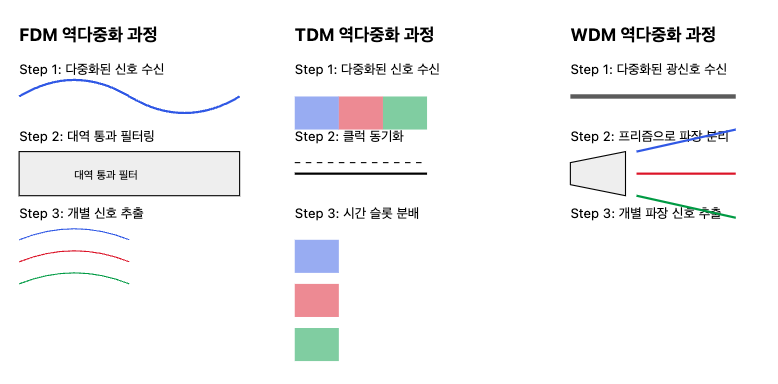 FDM 역다중화 과정
Step 1: 다중화된 신호 수신
Step 2: 대역 통과 필터링
대역 통과 필터
Step 3: 개별 신호 추출
TDM 역다중화 과정
Step 1: 다중화된 신호 수신
Step 2: 클럭 동기화
Step 3: 시간 슬롯 분배
WDM 역다중화 과정
Step 1: 다중화된 광신호 수신
Step 2: 프리즘으로 파장 분리
Step 3: 개별 파장 신호 추출